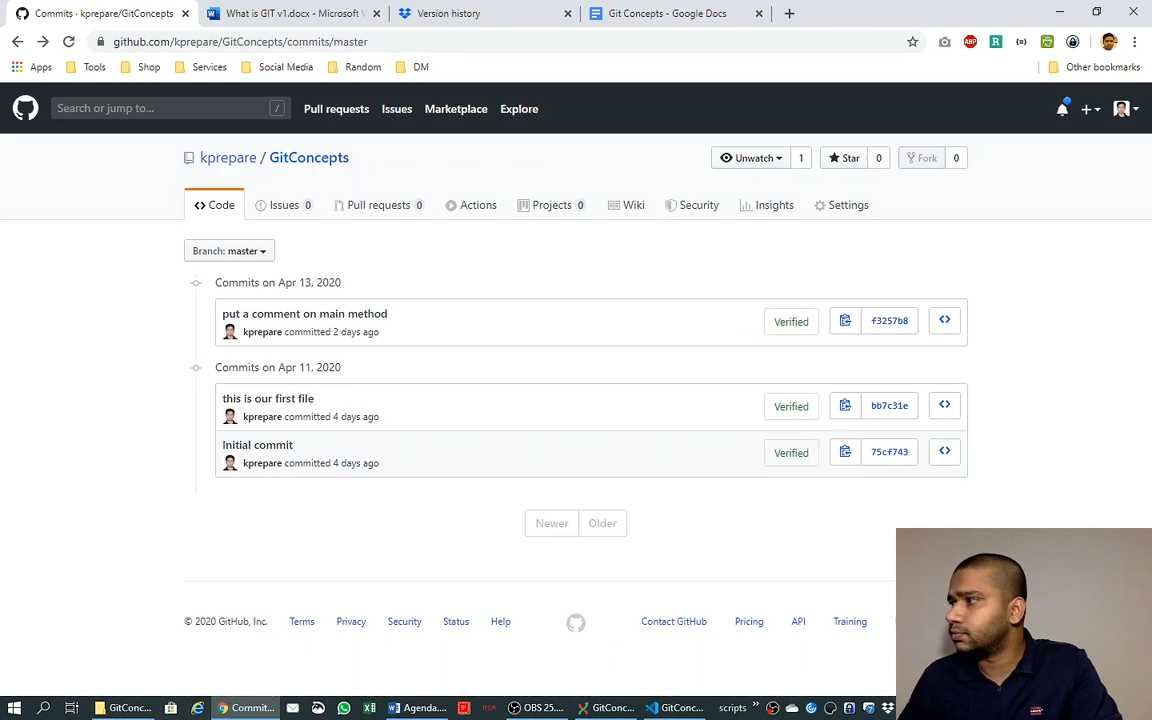 Commits · kprepare/GitConcepts
What is GIT v1.docx - Microsoft W
Version history
Git Concepts - Google Docs
github.com/kprepare/GitConcepts/commits/master
ABP
R
Apps
Tools
Shop
Services
Social Media
Random
DM
Other bookmarks
Search or jump to...
/
Pull requests
Issues
Marketplace
Explore
kprepare / GitConcepts
Unwatch 1
Star 0
Fork 0
Code
Issues 0
Pull requests 0
Actions
Projects 0
Wiki
Security
Insights
Settings
Branch: master
Commits on Apr 13, 2020
put a comment on main method
kprepare committed 2 days ago
Verified
f3257b8
Commits on Apr 11, 2020
this is our first file
kprepare committed 4 days ago
Verified
bb7c31e
Initial commit
kprepare committed 4 days ago
Verified
75cf743
Newer
Older
© 2020 GitHub, Inc.
Terms
Privacy
Security
Status
Help
Contact GitHub
Pricing
API
Training
GitConc...
Commit...
Agenda....
RSA
OBS 25....
GitConc...
GitConc...
scripts